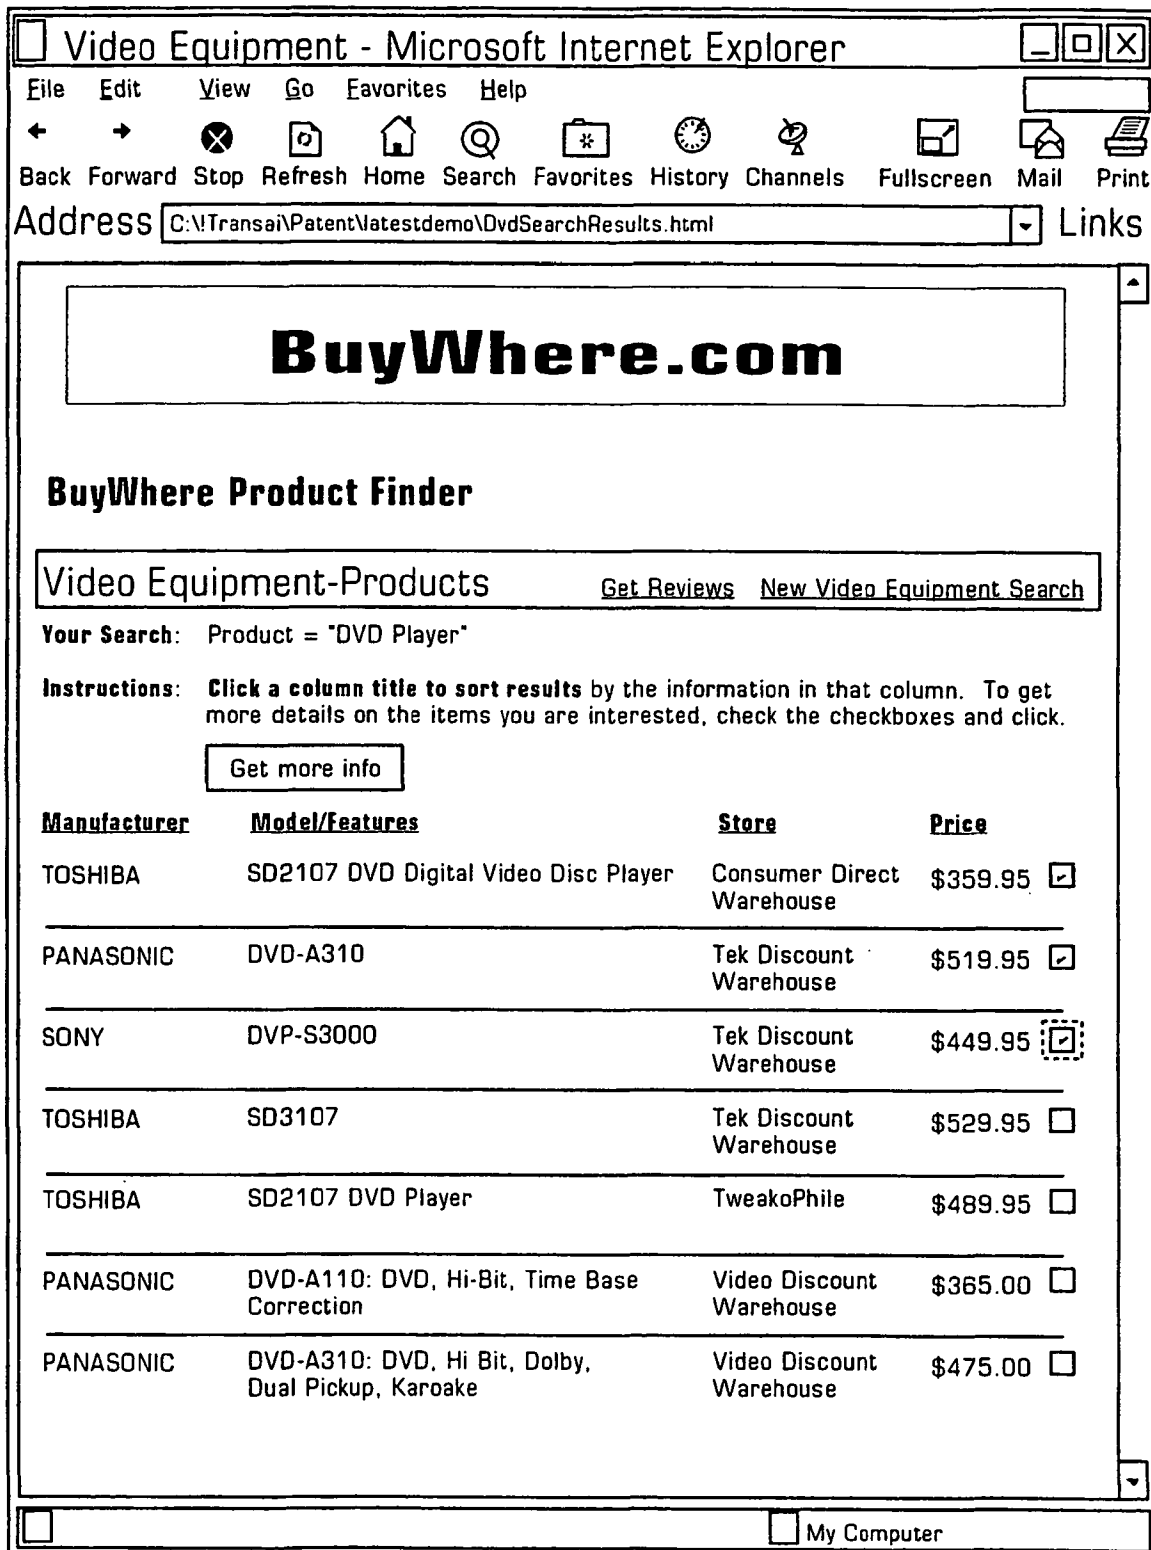 Video Equipment - Microsoft Internet Explorer
File Edit View Go Favorites Help
Back Forward Stop Refresh Home Search Favorites History Channels Fullscreen Mail Print
Address C:\!Transai\Patent\latestdemo\DvdSearchResults.html Links
BuyWhere.com
BuyWhere Product Finder
Video Equipment-Products Get Reviews New Video Equipment Search
Your Search: Product = "DVD Player"
Instructions: Click a column title to sort results by the information in that column. To get
more details on the items you are interested, check the checkboxes and click.
Get more info
Manufacturer Model/Features Store Price
TOSHIBA SD2107 DVD Digital Video Disc Player Consumer Direct $359.95
Warehouse
PANASONIC DVD-A310 Tek Discount $519.95
Warehouse
SONY DVP-S3000 Tek Discount $449.95
Warehouse
TOSHIBA SD3107 Tek Discount $529.95
Warehouse
TOSHIBA SD2107 DVD Player TweakoPhile $489.95
PANASONIC DVD-A110: DVD, Hi-Bit, Time Base Video Discount $365.00
Correction Warehouse
PANASONIC DVD-A310: DVD, Hi Bit, Dolby, Video Discount $475.00
Dual Pickup, Karoake Warehouse
My Computer